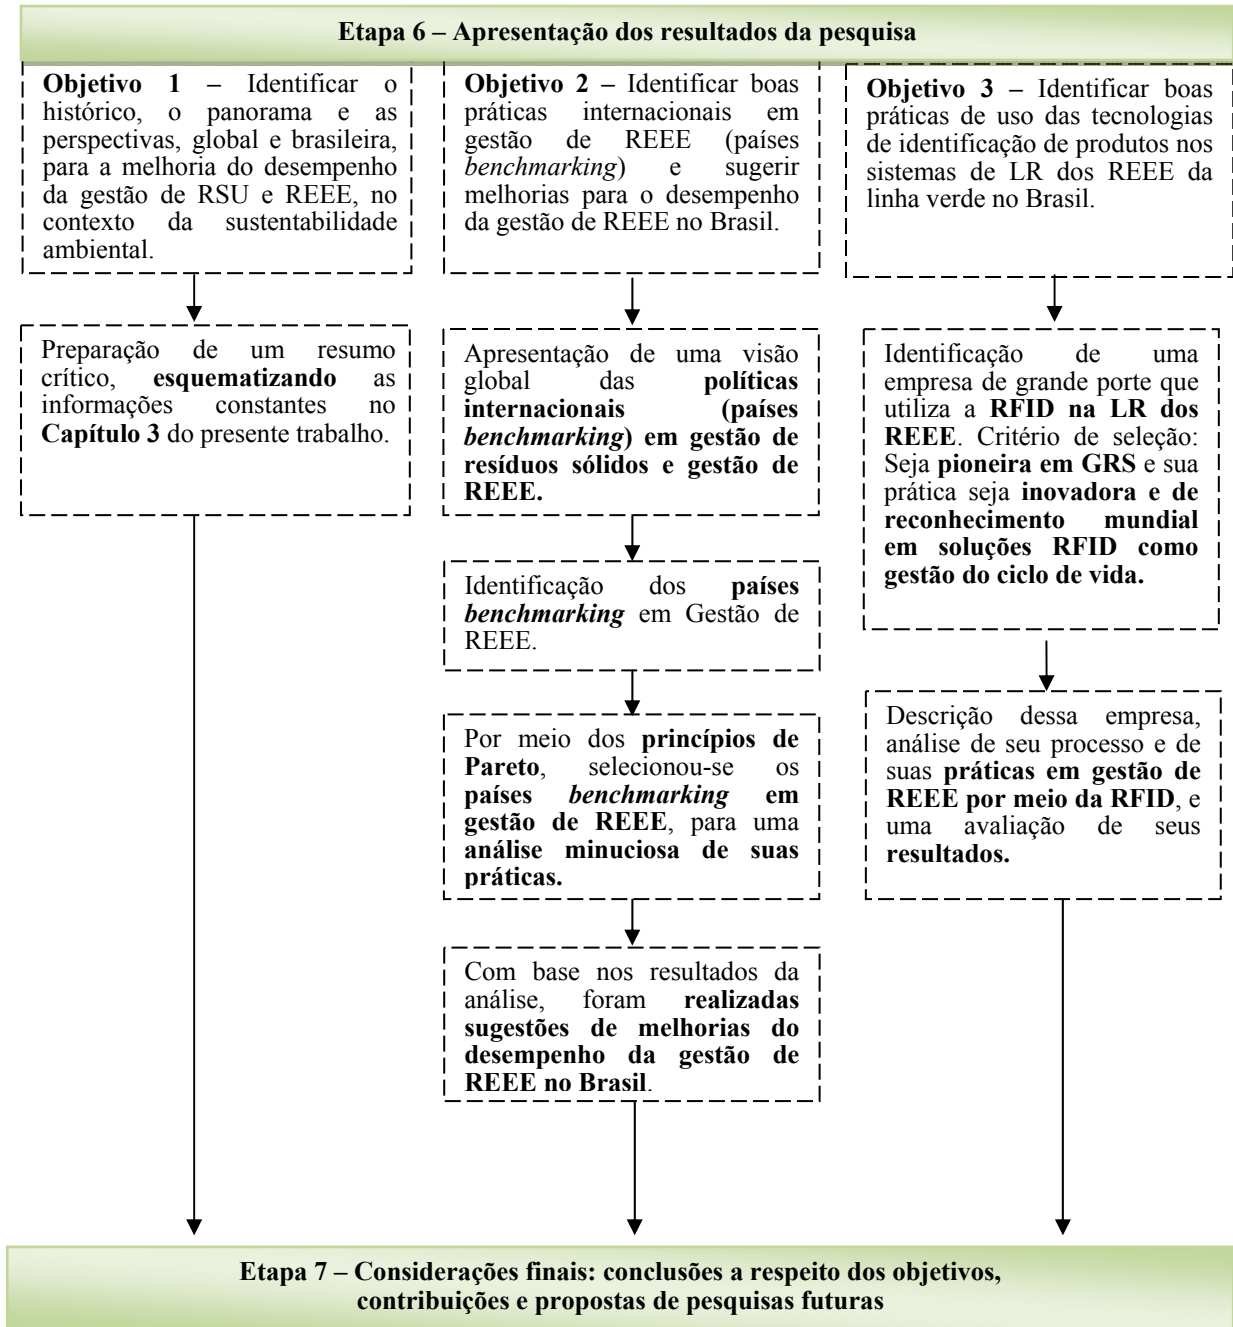 Etapa 6 – Apresentação dos resultados da pesquisa
Objetivo 1 – Identificar o
histórico, o panorama e as
perspectivas, global e brasileira,
para a melhoria do desempenho
da gestão de RSU e REEE, no
contexto da sustentabilidade
ambiental.
Preparação de um resumo
crítico, esquematizando as
informações constantes no
Capítulo 3 do presente trabalho.
Objetivo 2 – Identificar boas
práticas internacionais em
gestão de REEE (países
benchmarking) e sugerir
melhorias para o desempenho
da gestão de REEE no Brasil.
Apresentação de uma visão
global das políticas
internacionais (países
benchmarking) em gestão de
resíduos sólidos e gestão de
REEE.
Identificação dos países
benchmarking em Gestão de
REEE.
Por meio dos princípios de
Pareto, selecionou-se os
países benchmarking em
gestão de REEE, para uma
análise minuciosa de suas
práticas.
Com base nos resultados da
análise, foram realizadas
sugestões de melhorias do
desempenho da gestão de
REEE no Brasil.
Objetivo 3 – Identificar boas
práticas de uso das tecnologias
de identificação de produtos nos
sistemas de LR dos REEE da
linha verde no Brasil.
Identificação de uma
empresa de grande porte que
utiliza a RFID na LR dos
REEE. Critério de seleção:
Seja pioneira em GRS e sua
prática seja inovadora e de
reconhecimento mundial
em soluções RFID como
gestão do ciclo de vida.
Descrição dessa empresa,
análise de seu processo e de
suas práticas em gestão de
REEE por meio da RFID, e
uma avaliação de seus
resultados.
Etapa 7 – Considerações finais: conclusões a respeito dos objetivos,
contribuições e propostas de pesquisas futuras